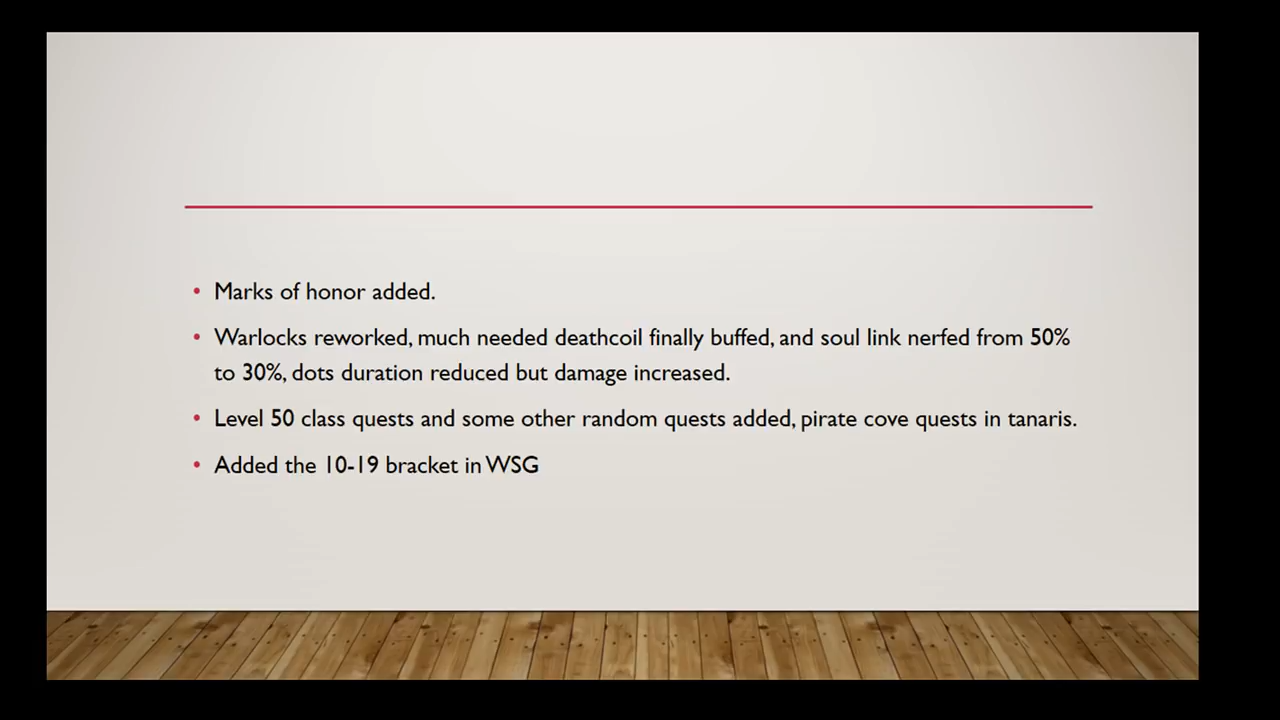 • Marks of honor added.
• Warlocks reworked, much needed deathcoil finally buffed, and soul link nerfed from 50%
to 30%, dots duration reduced but damage increased.
• Level 50 class quests and some other random quests added, pirate cove quests in tanaris.
• Added the 10-19 bracket in WSG